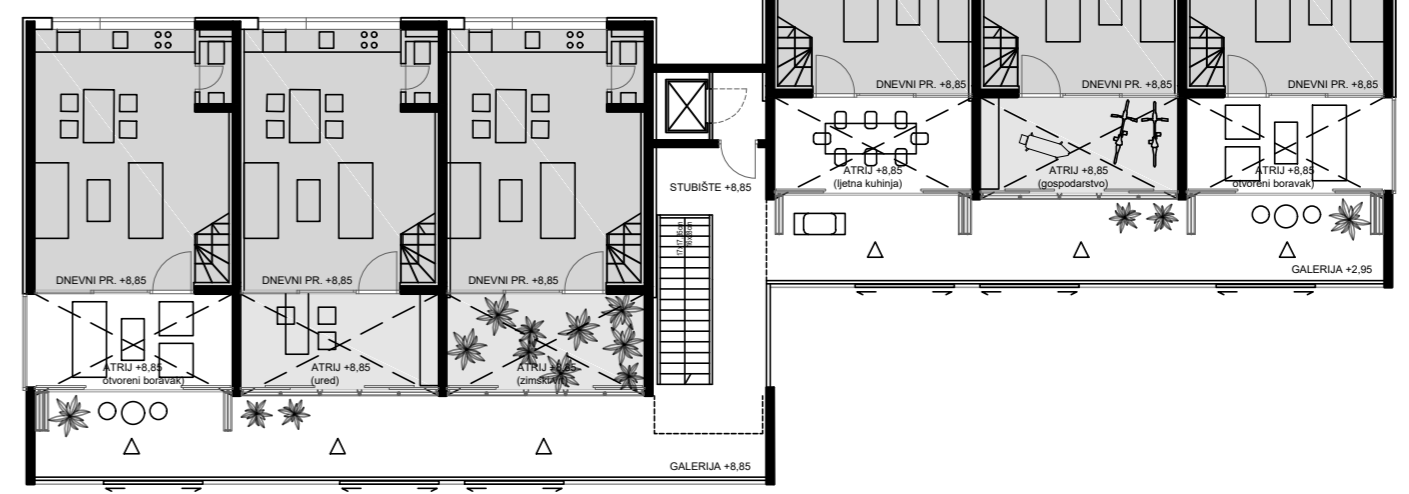 DNEVNI PR. +8,85
DNEVNI PR. +8,85
DNEVNI PR. +8,85
ATRIJ +8,85
(ljetna kuhinja)
ATRIJ +8,85
(gospodarstvo)
ATRIJ +8,85
otvoreni boravak)
STUBIŠTE +8,85
GALERIJA +2,95
DNEVNI PR. +8,85
DNEVNI PR. +8,85
DNEVNI PR. +8,85
ATRIJ +8,85
otvoreni boravak)
ATRIJ +8,85
(ured)
ATRIJ +8,85
(zimski
GALERIJA +8,85